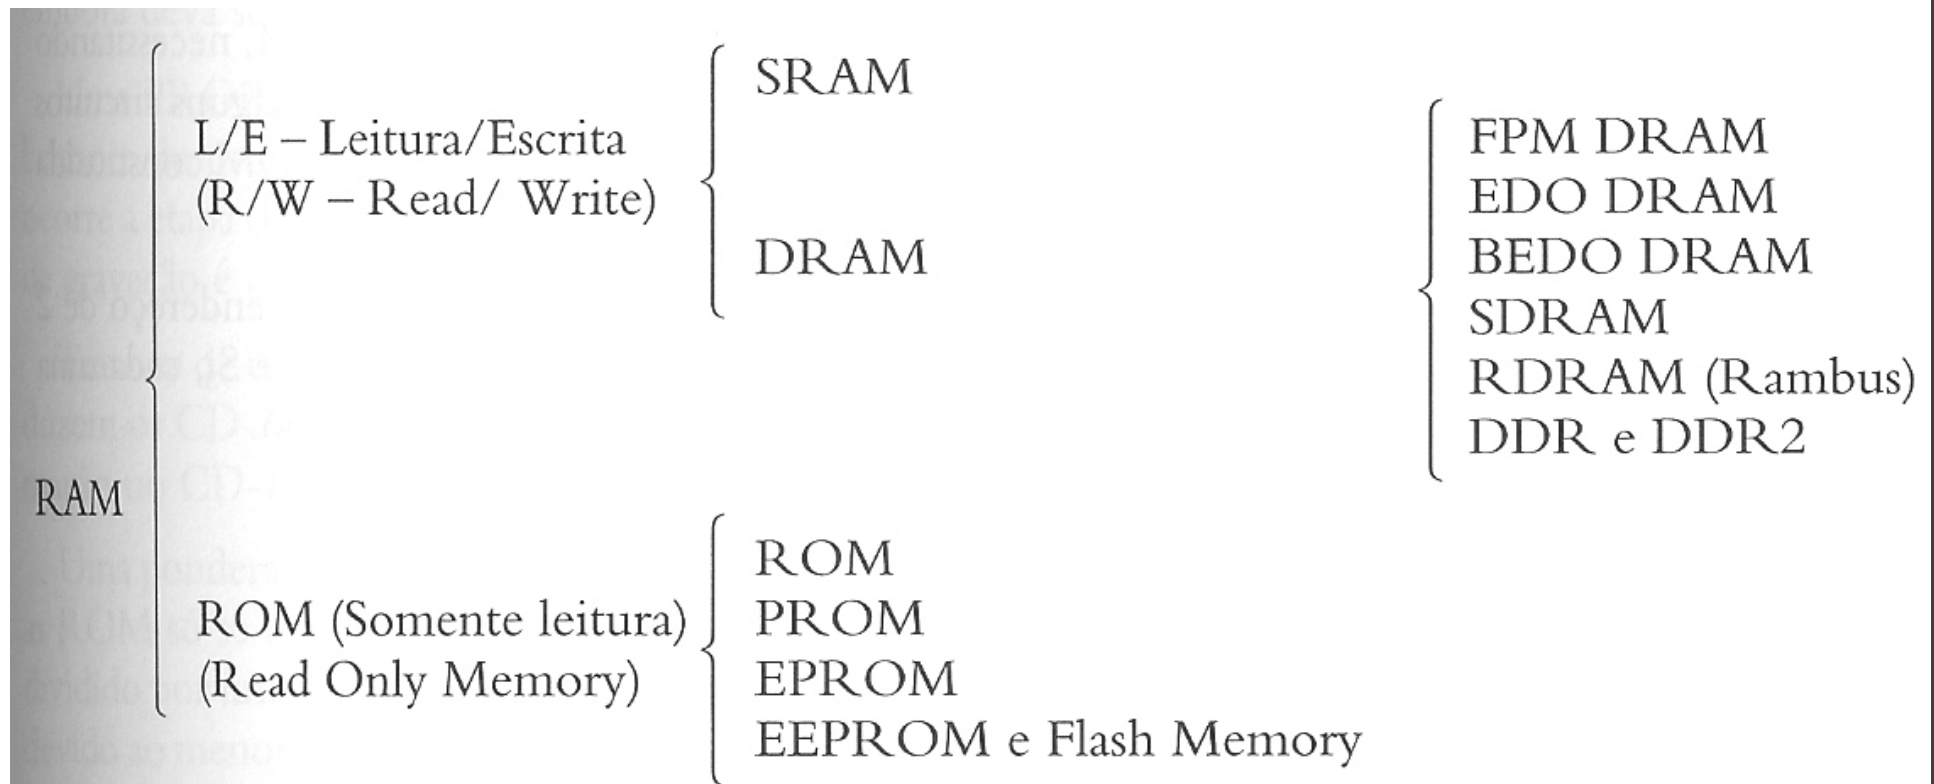 RAM
L/E – Leitura/Escrita
(R/W – Read/ Write)
SRAM
DRAM
FPM DRAM
EDO DRAM
BEDO DRAM
SDRAM
RDRAM (Rambus)
DDR e DDR2
ROM (Somente leitura)
(Read Only Memory)
ROM
PROM
EPROM
EEPROM e Flash Memory